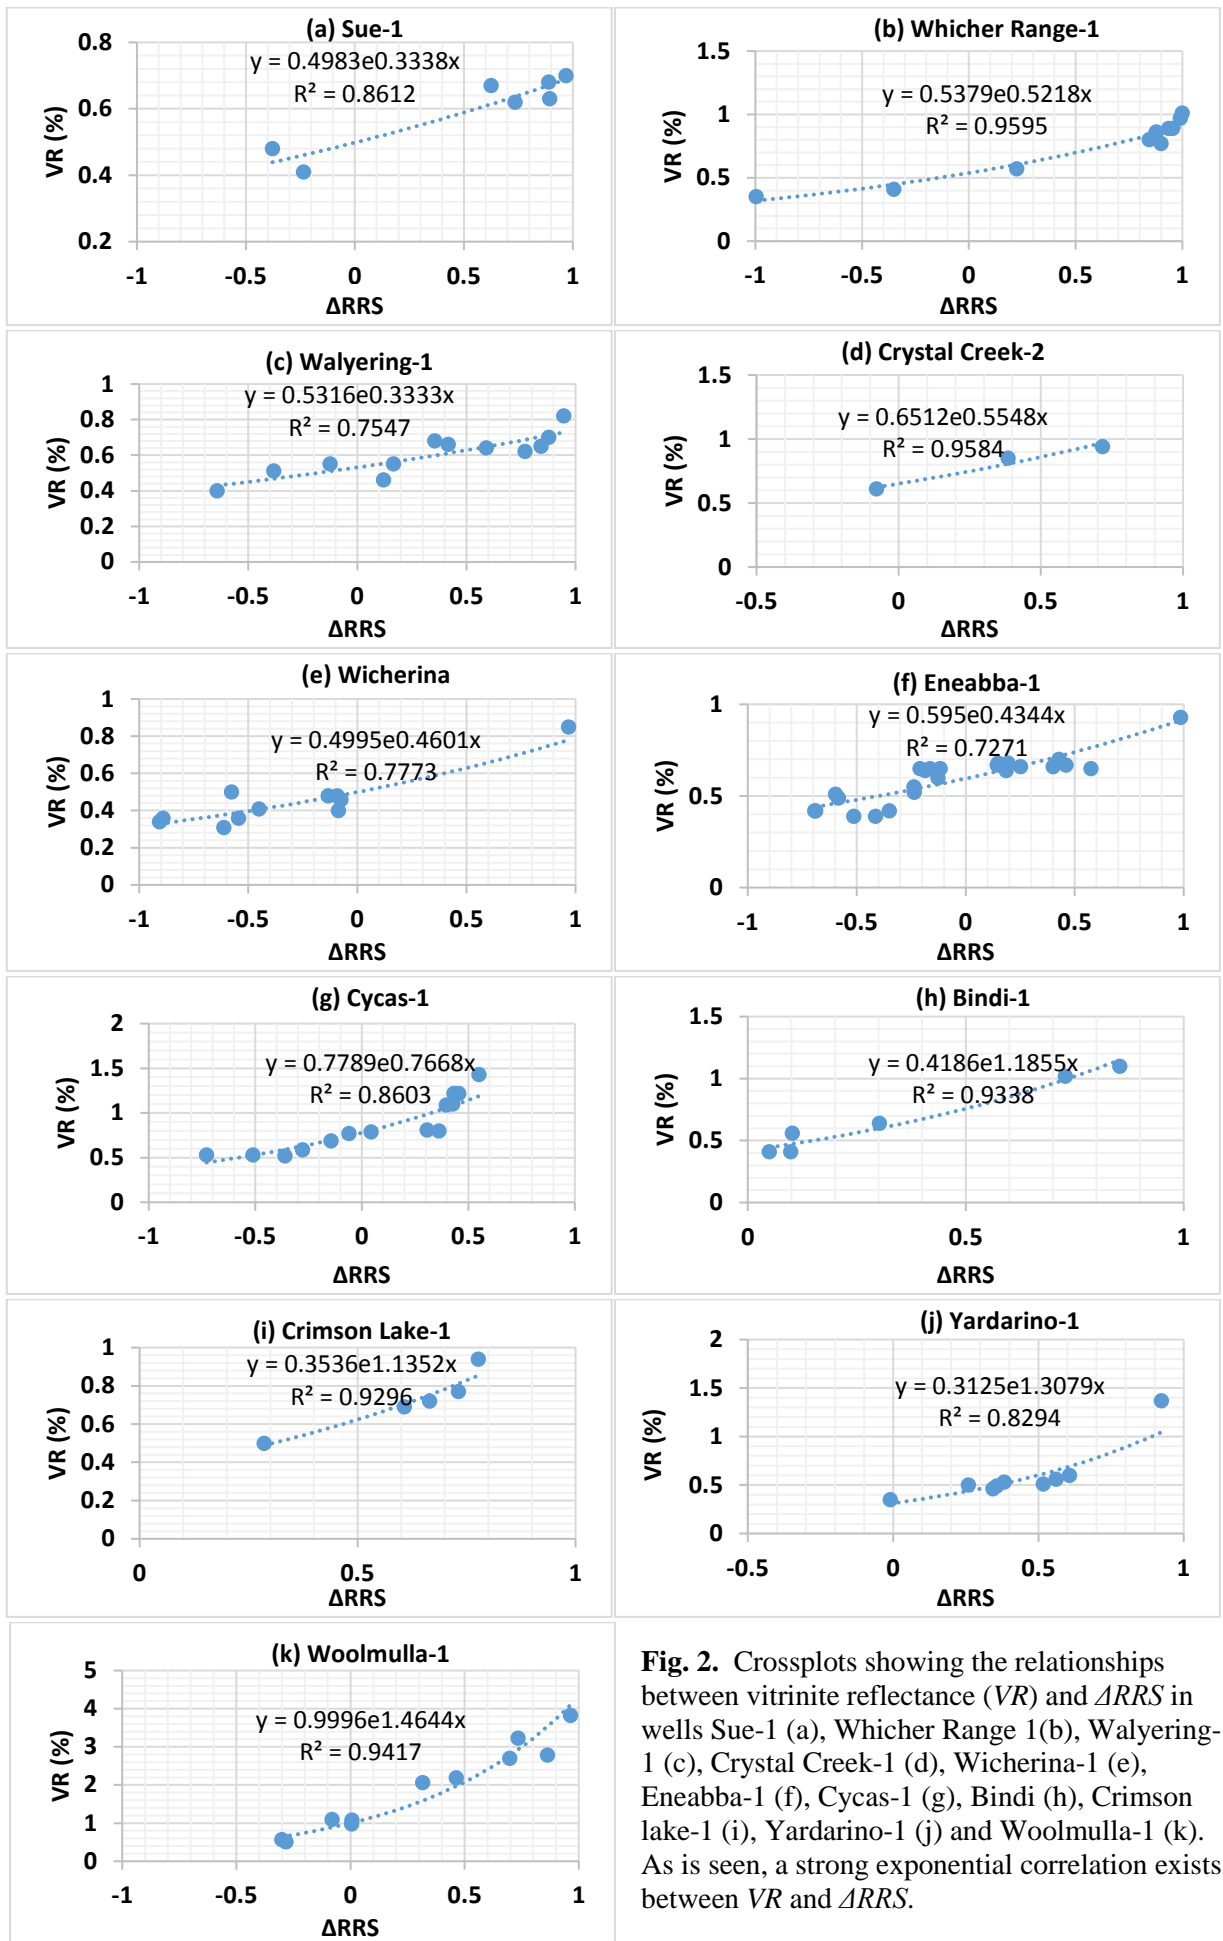 (a) Sue-1
y = 0.4983e0.3338x
R² = 0.8612
VR (%)
0.8
0.6
0.4
0.2
-1 -0.5 0 0.5 1
ΔRRS
(b) Whicher Range-1
y = 0.5379e0.5218x
R² = 0.9595
VR (%)
1.5
1
0.5
0
-1 -0.5 0 0.5 1
ΔRRS
(c) Walyering-1
y = 0.5316e0.3333x
R² = 0.7547
VR (%)
1
0.8
0.6
0.4
0.2
0
-1 -0.5 0 0.5 1
ΔRRS
(d) Crystal Creek-2
y = 0.6512e0.5548x
R² = 0.9584
VR (%)
1.5
1
0.5
0
-0.5 0 0.5 1
ΔRRS
(e) Wicherina
y = 0.4995e0.4601x
R² = 0.7773
VR (%)
1
0.8
0.6
0.4
0.2
0
-1 -0.5 0 0.5 1
ΔRRS
(f) Eneabba-1
y = 0.595e0.4344x
R² = 0.7271
VR (%)
1
0.5
0
-1 -0.5 0 0.5 1
ΔRRS
(g) Cycas-1
y = 0.7789e0.7668x
R² = 0.8603
VR (%)
2
1.5
1
0.5
0
-1 -0.5 0 0.5 1
ΔRRS
(h) Bindi-1
y = 0.4186e1.1855x
R² = 0.9338
VR (%)
1.5
1
0.5
0
0 0.5 1
ΔRRS
(i) Crimson Lake-1
y = 0.3536e1.1352x
R² = 0.9296
VR (%)
1
0.8
0.6
0.4
0.2
0
0 0.5 1
ΔRRS
(j) Yardarino-1
y = 0.3125e1.3079x
R² = 0.8294
VR (%)
2
1.5
1
0.5
0
-0.5 0 0.5 1
ΔRRS
(k) Woolmulla-1
y = 0.9996e1.4644x
R² = 0.9417
VR (%)
5
4
3
2
1
0
-1 -0.5 0 0.5 1
ΔRRS
Fig. 2. Crossplots showing the relationships
between vitrinite reflectance (VR) and ΔRRS in
wells Sue-1 (a), Whicher Range 1(b), Walyering-
1 (c), Crystal Creek-1 (d), Wicherina-1 (e),
Eneabba-1 (f), Cycas-1 (g), Bindi (h), Crimson
lake-1 (i), Yardarino-1 (j) and Woolmulla-1 (k).
As is seen, a strong exponential correlation exists
between VR and ΔRRS.